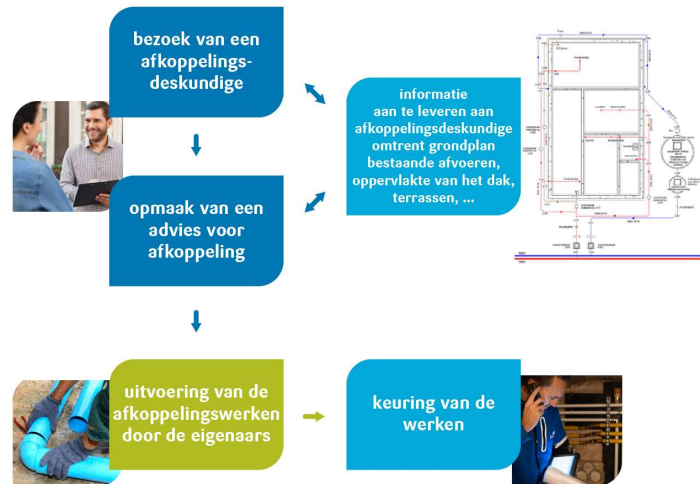 bezoek van een
afkoppelings-
deskundige
informatie
aan te leveren aan
afkoppelingsdeskundige
omtrent grondplan
bestaande afvoeren,
oppervlakte van het dak,
terrassen, ...
opmaak van een
advies voor
afkoppeling
uitvoering van de
afkoppelingswerken
door de eigenaars
keuring van de
werken